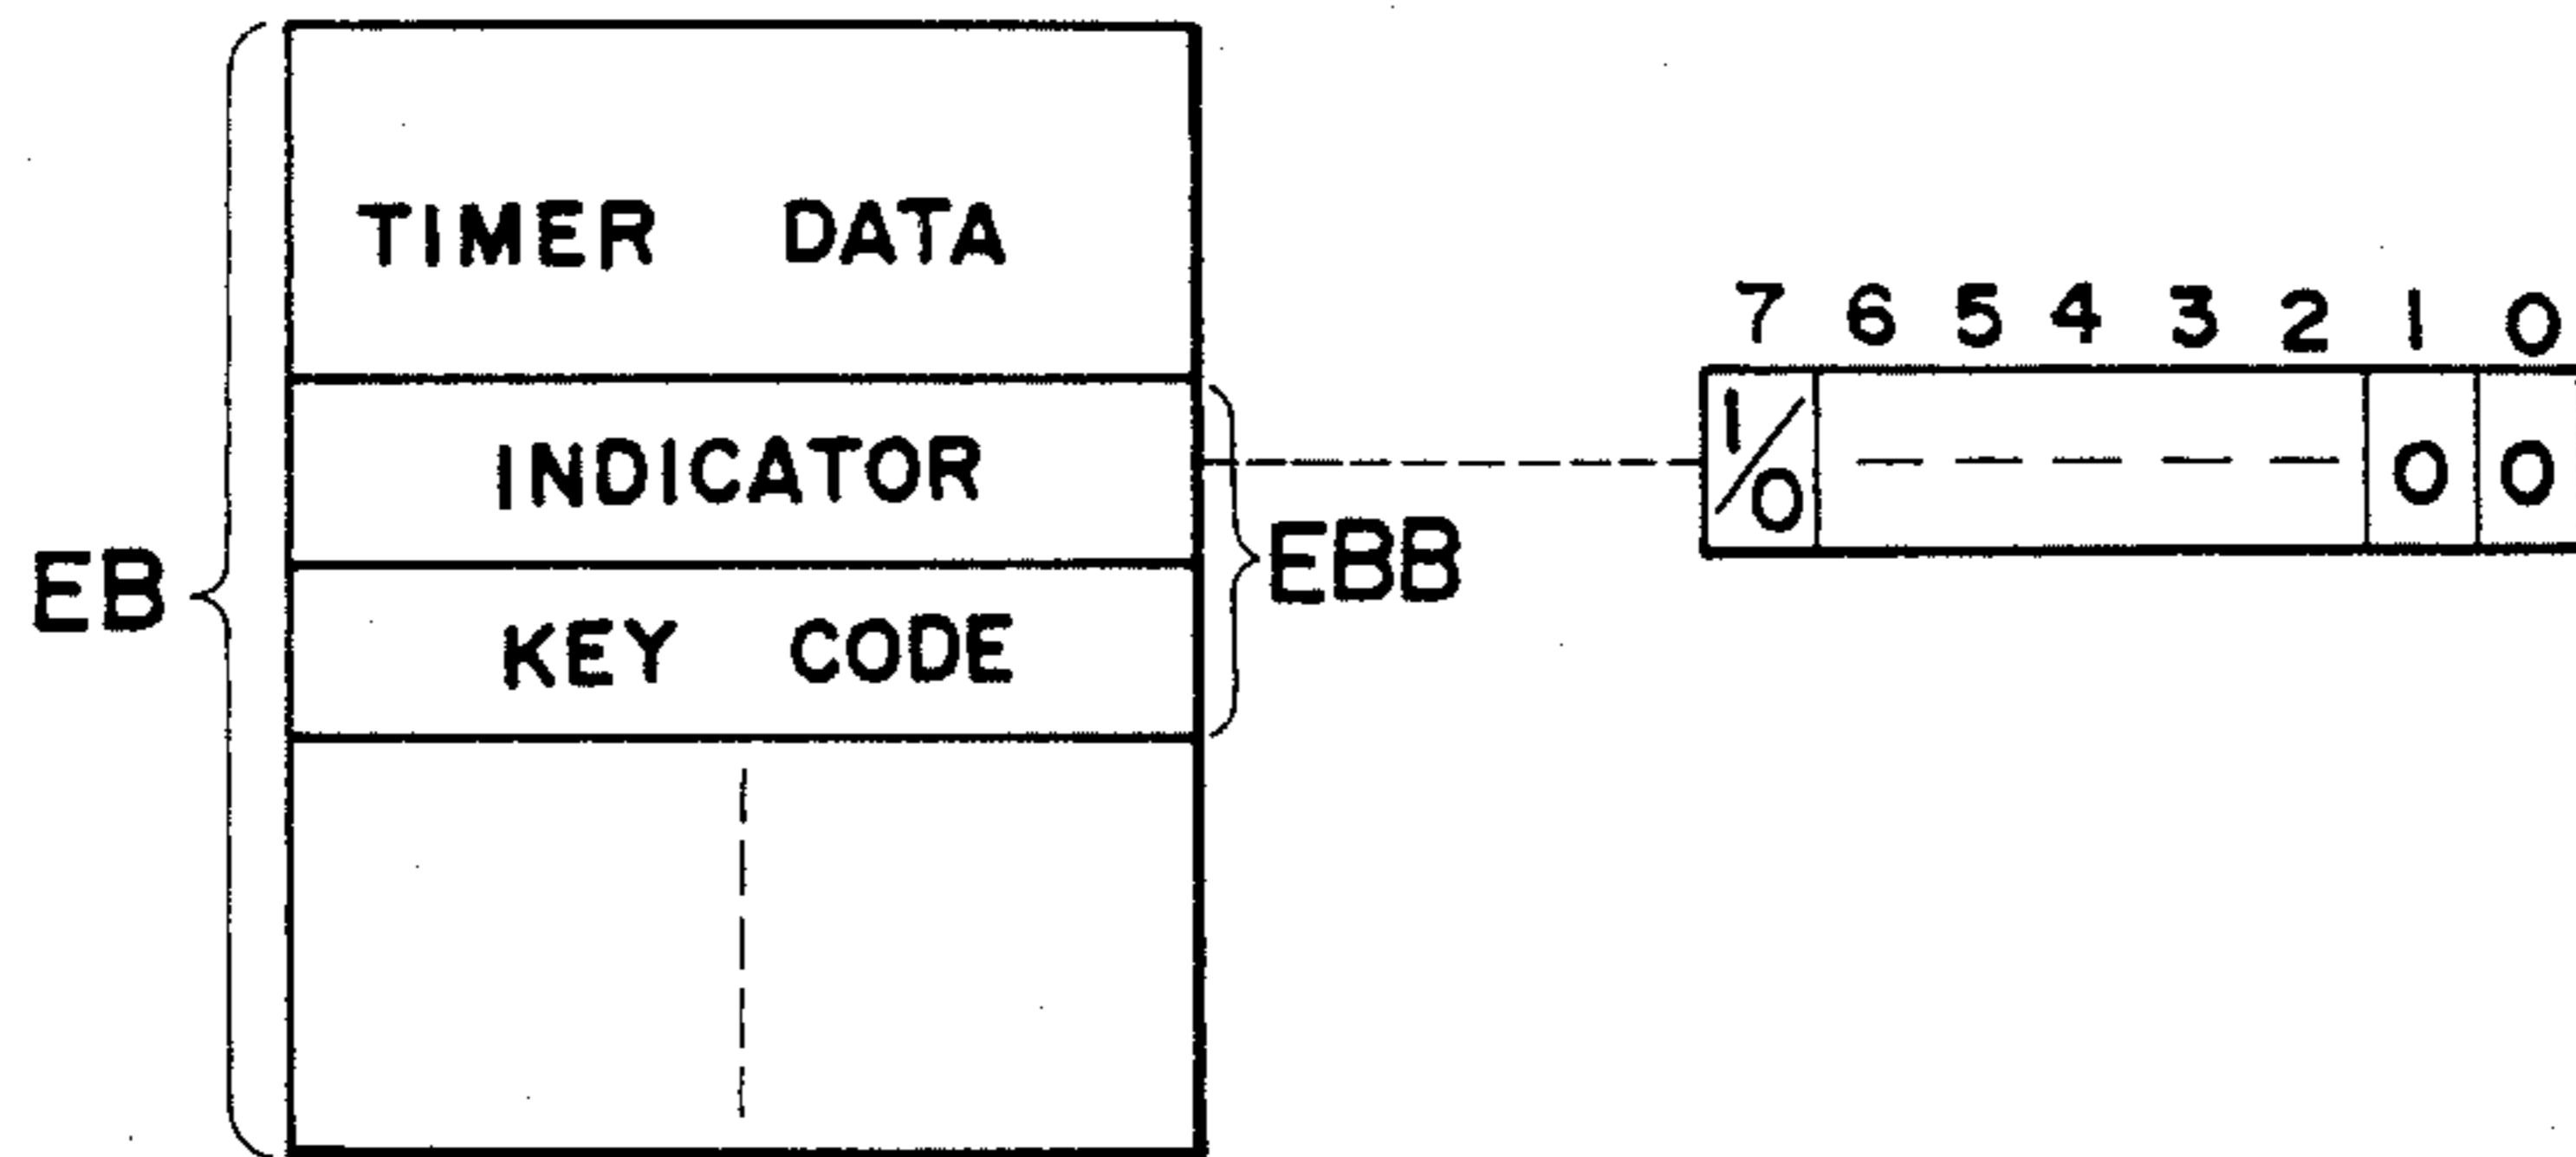 TIMER DATA
7 6 5 4 3 2 1 0
INDICATOR
1/0 — — — — — 0 0
EB
EBB
KEY CODE